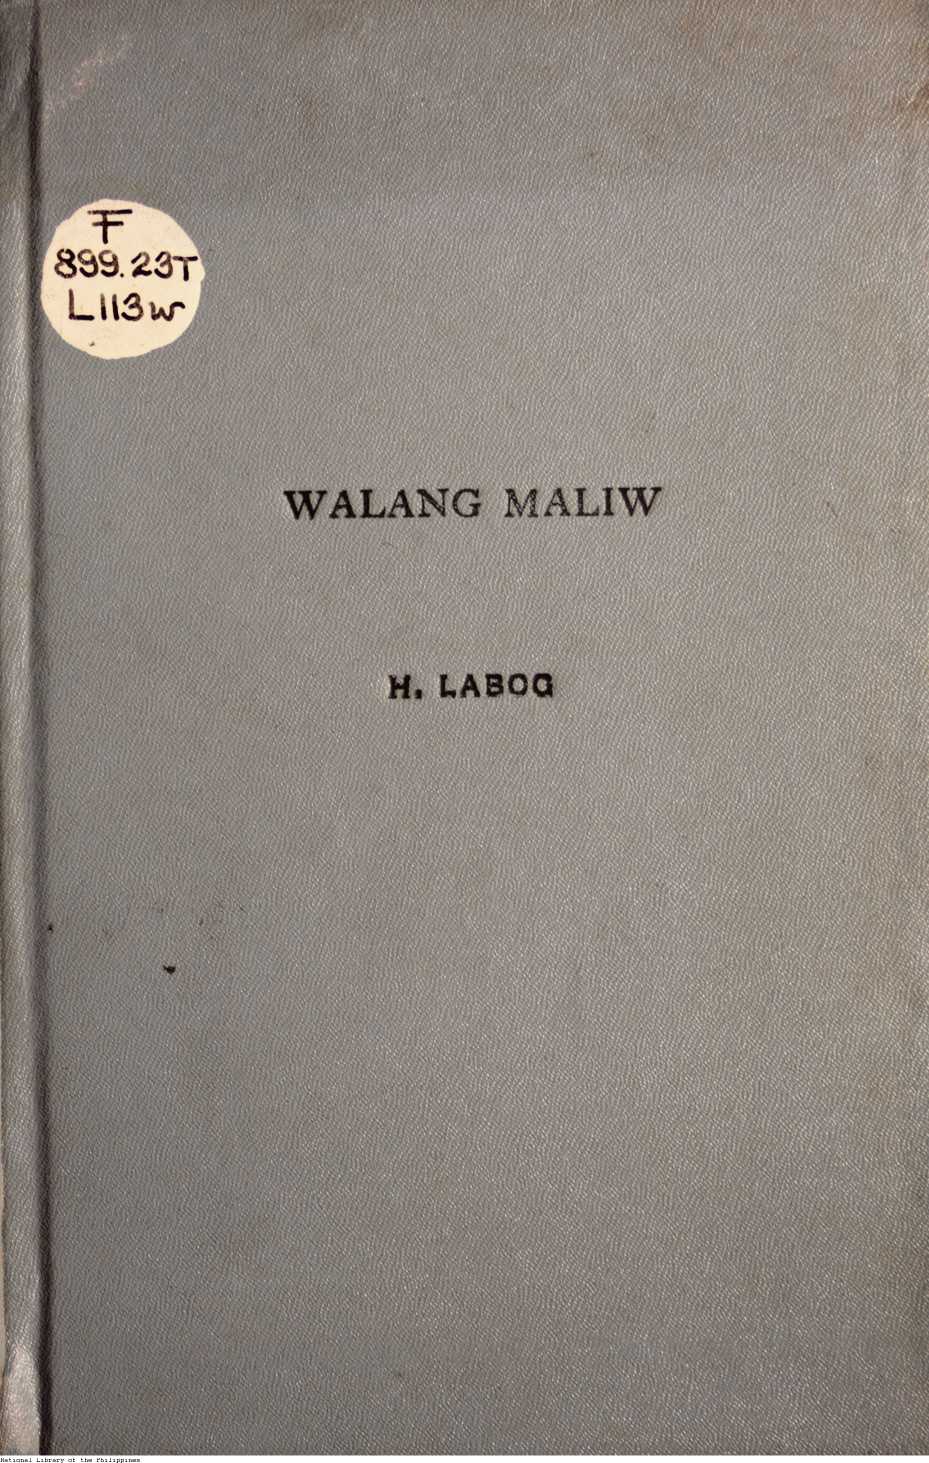 F
899.23T
L113w
WALANG MALIW
H. LABOG
National Library of the Philippines